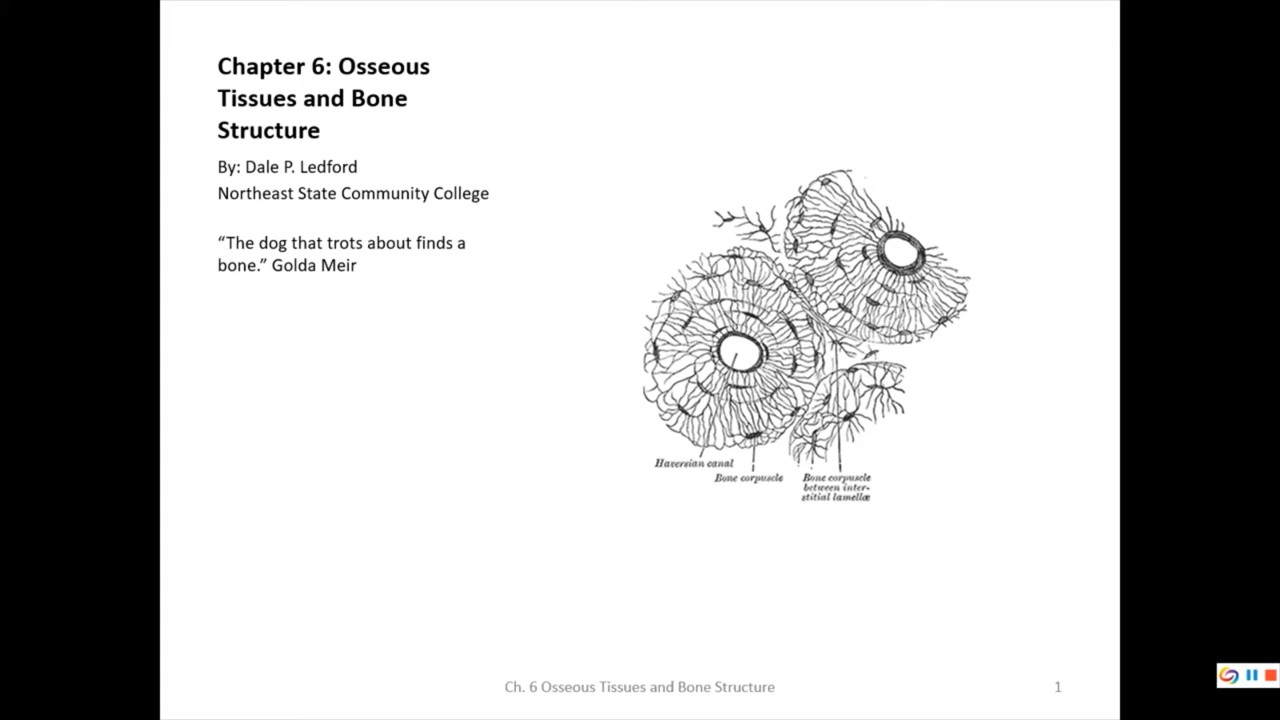 Chapter 6: Osseous
Tissues and Bone
Structure
By: Dale P. Ledford
Northeast State Community College
“The dog that trots about finds a
bone.” Golda Meir
Haversian canal
Bone corpuscle
Bone corpuscle
between inter-
stitial lamellæ
Ch. 6 Osseous Tissues and Bone Structure
1